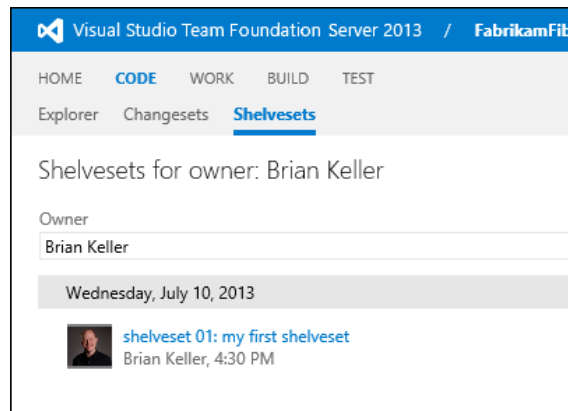 Visual Studio Team Foundation Server 2013 / FabrikamFib
HOME CODE WORK BUILD TEST
Explorer Changesets Shelvesets
Shelvesets for owner: Brian Keller
Owner
Brian Keller
Wednesday, July 10, 2013
shelveset 01: my first shelveset
Brian Keller, 4:30 PM